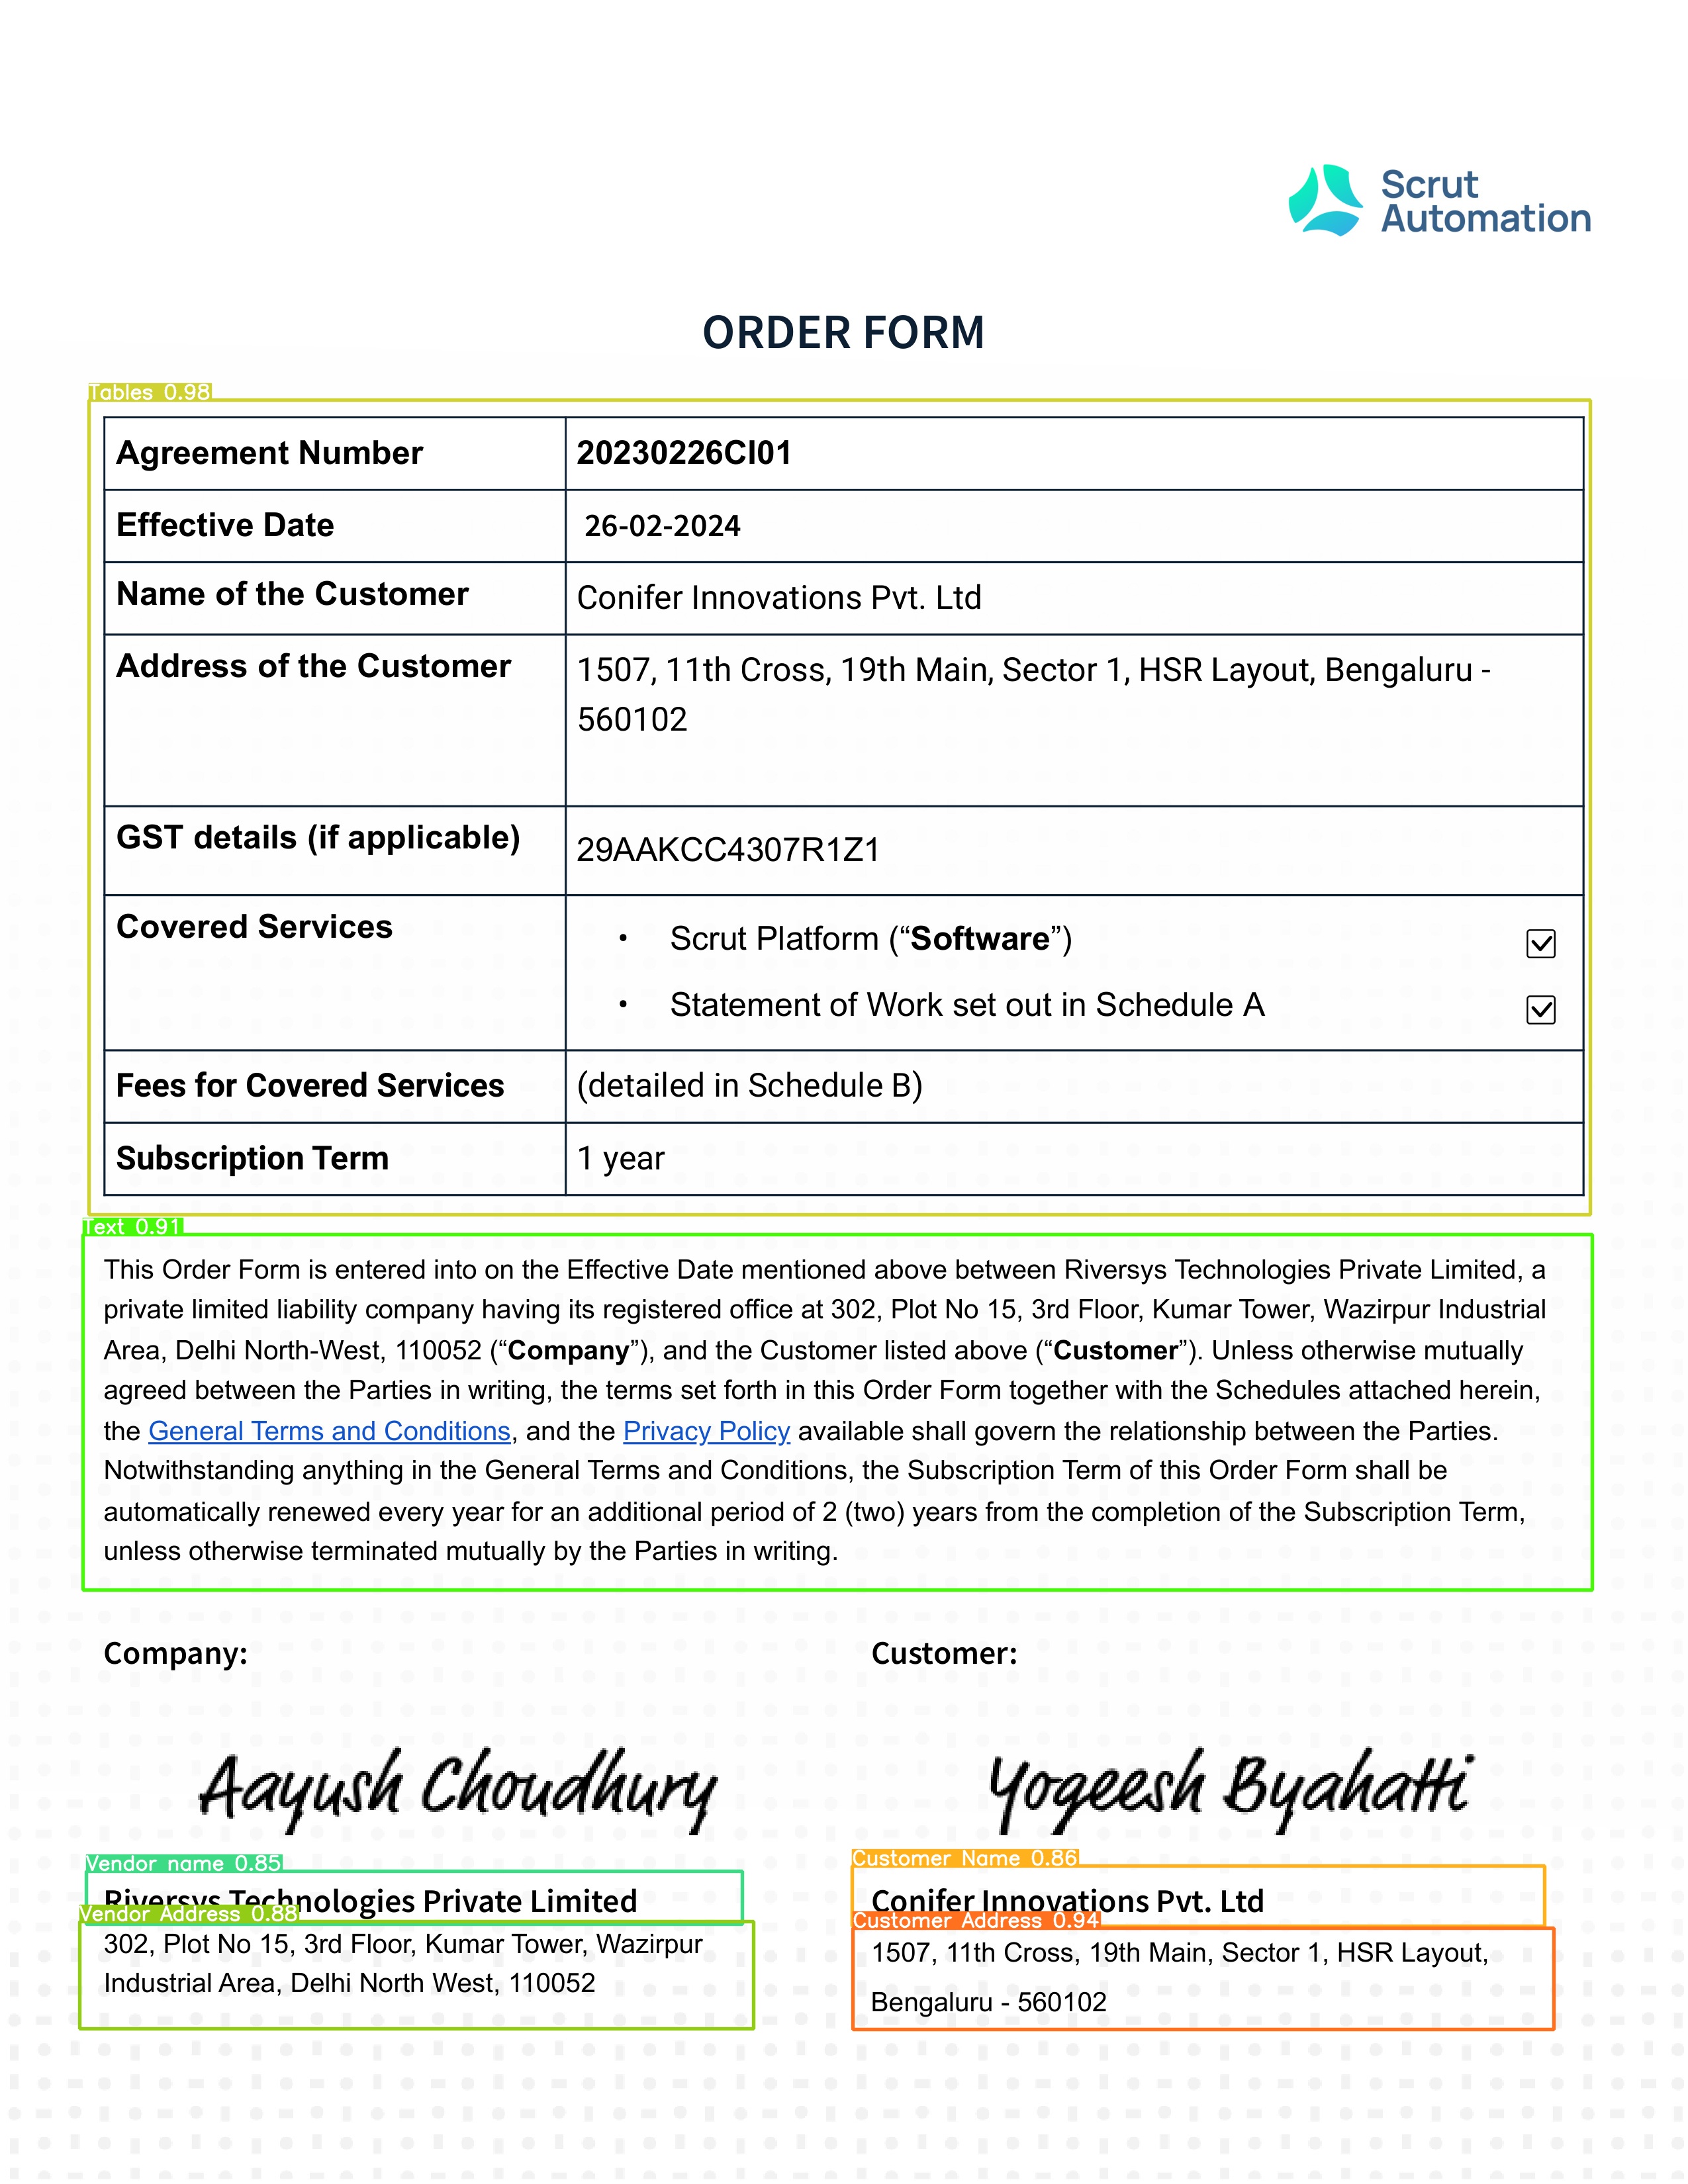 Scrut
Automation
ORDER FORM
Tables 0.98
Agreement Number 20230226CI01
Effective Date 26-02-2024
Name of the Customer Conifer Innovations Pvt. Ltd
Address of the Customer 1507, 11th Cross, 19th Main, Sector 1, HSR Layout, Bengaluru -
560102
GST details (if applicable) 29AAKCC4307R1Z1
Covered Services • Scrut Platform (“Software”) ☑
• Statement of Work set out in Schedule A ☑
Fees for Covered Services (detailed in Schedule B)
Subscription Term 1 year
Text 0.91
This Order Form is entered into on the Effective Date mentioned above between Riversys Technologies Private Limited, a
private limited liability company having its registered office at 302, Plot No 15, 3rd Floor, Kumar Tower, Wazirpur Industrial
Area, Delhi North-West, 110052 (“Company”), and the Customer listed above (“Customer”). Unless otherwise mutually
agreed between the Parties in writing, the terms set forth in this Order Form together with the Schedules attached herein,
the General Terms and Conditions, and the Privacy Policy available shall govern the relationship between the Parties.
Notwithstanding anything in the General Terms and Conditions, the Subscription Term of this Order Form shall be
automatically renewed every year for an additional period of 2 (two) years from the completion of the Subscription Term,
unless otherwise terminated mutually by the Parties in writing.
Company: Customer:
Aayush Choudhury Yogeesh Byahatti
Vendor name 0.85 Customer Name 0.86
Riversys Technologies Private Limited Conifer Innovations Pvt. Ltd
Vendor Address 0.88 Customer Address 0.94
302, Plot No 15, 3rd Floor, Kumar Tower, Wazirpur 1507, 11th Cross, 19th Main, Sector 1, HSR Layout,
Industrial Area, Delhi North West, 110052 Bengaluru - 560102